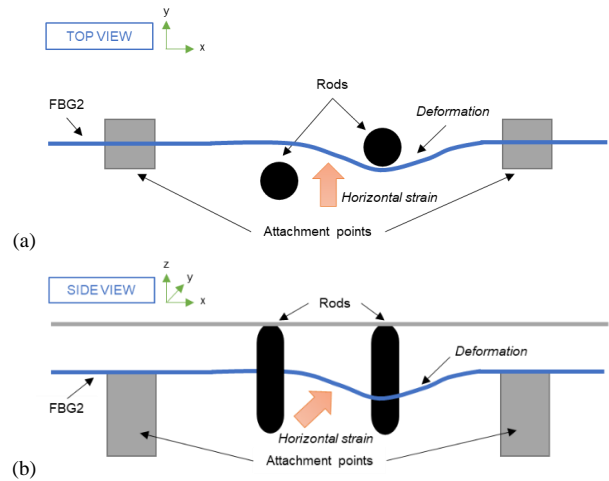 TOP VIEW
y
x
Rods
FBG2
Deformation
Horizontal strain
Attachment points
(a)
SIDE VIEW
z
y
x
Rods
Deformation
FBG2
Horizontal strain
Attachment points
(b)